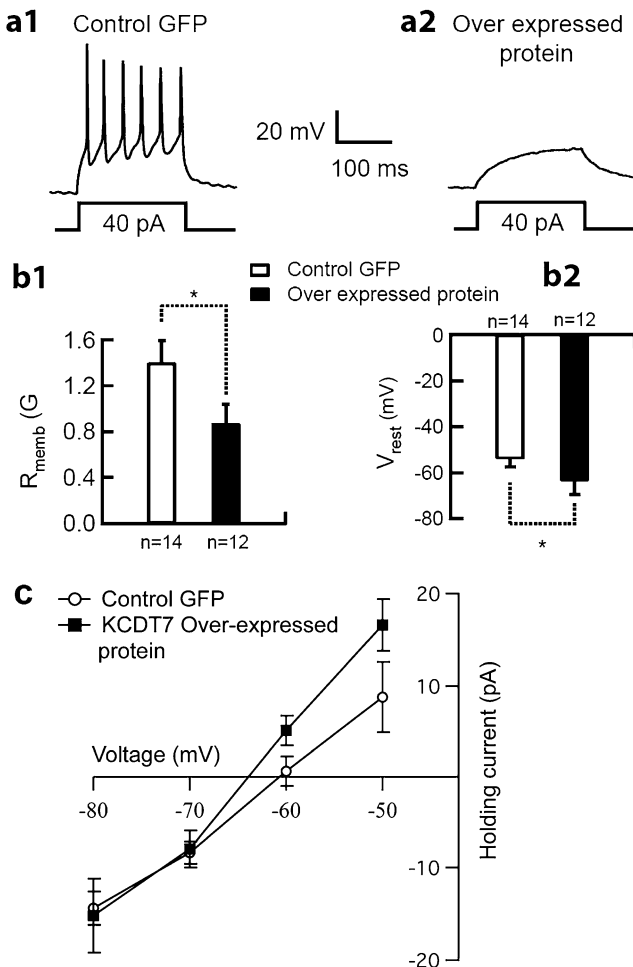 a1 Control GFP
a2 Over expressed
protein
20 mV
100 ms
40 pA
40 pA
b1
Control GFP
Over expressed protein
*
1.6
1.2
0.8
0.4
0.0
Rmemb (G
n=14 n=12
b2
n=14 n=12
0
-20
-40
-60
-80
Vrest (mV)
*
c
Control GFP
KCDT7 Over-expressed
protein
Voltage (mV)
-80 -70 -60 -50
20
10
-10
-20
Holding current (pA)